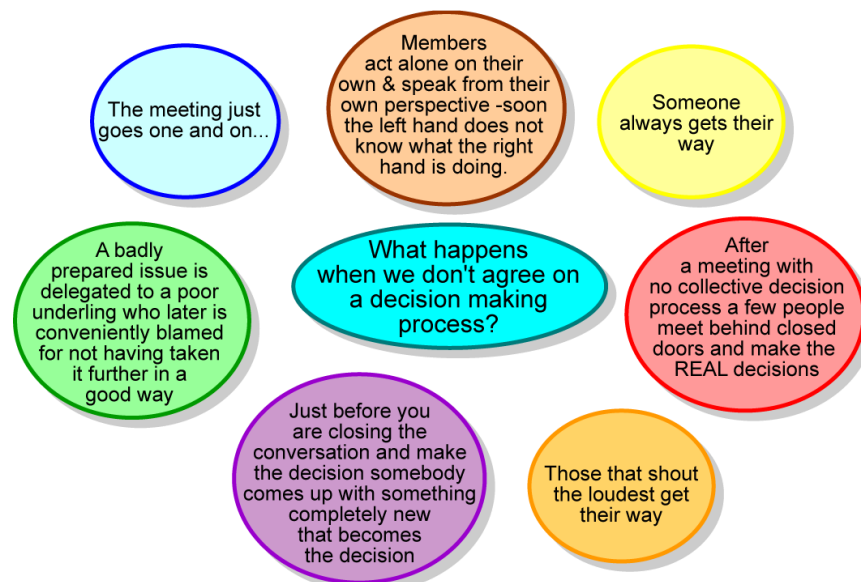 The meeting just
goes one and on...
Members
act alone on their
own & speak from their
own perspective -soon
the left hand does not
know what the right
hand is doing.
Someone
always gets their
way
A badly
prepared issue is
delegated to a poor
underling who later is
conveniently blamed
for not having taken
it further in a
good way
What happens
when we don't agree on
a decision making
process?
After
a meeting with
no collective decision
process a few people
meet behind closed
doors and make the
REAL decisions
Just before you
are closing the
conversation and make
the decision somebody
comes up with something
completely new
that becomes
the decision
Those that shout
the loudest get
their way